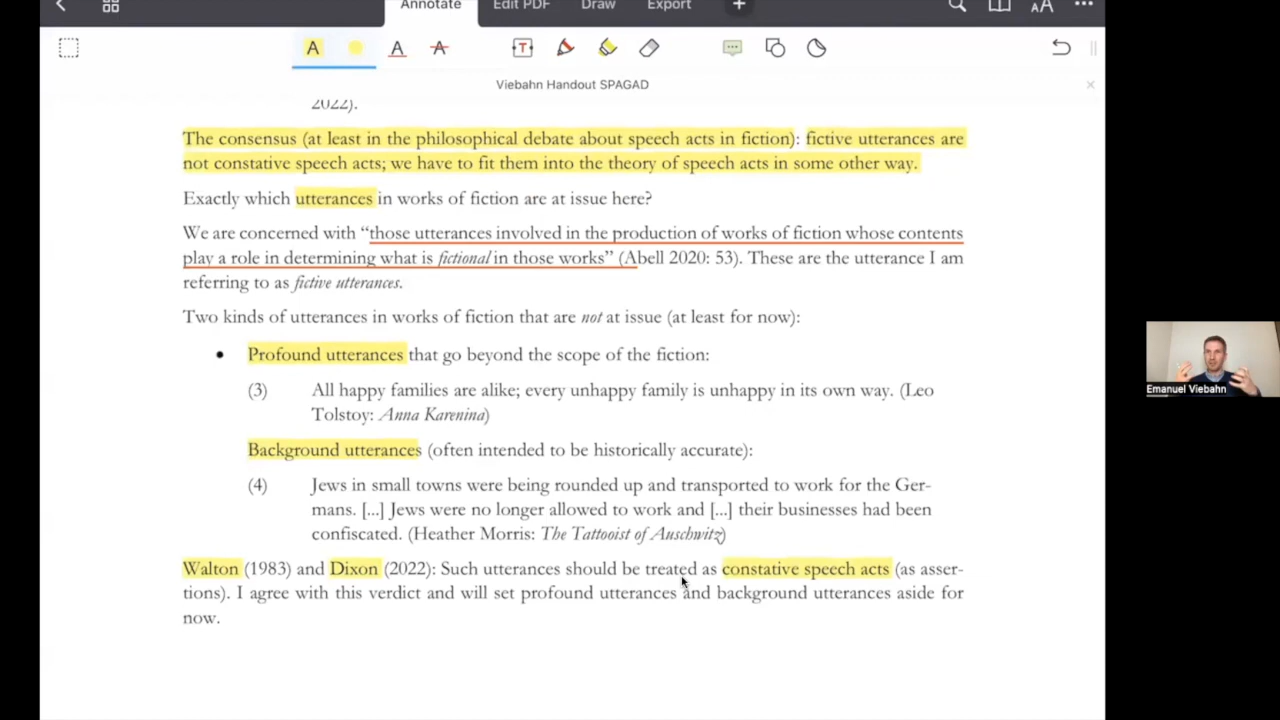 Annotate Edit PDF Draw Export +
A A A T
Viebahn Handout SPAGAD ×
2022).
The consensus (at least in the philosophical debate about speech acts in fiction): fictive utterances are
not constative speech acts; we have to fit them into the theory of speech acts in some other way.
Exactly which utterances in works of fiction are at issue here?
We are concerned with “those utterances involved in the production of works of fiction whose contents
play a role in determining what is fictional in those works” (Abell 2020: 53). These are the utterance I am
referring to as fictive utterances.
Two kinds of utterances in works of fiction that are not at issue (at least for now):
• Profound utterances that go beyond the scope of the fiction:
(3) All happy families are alike; every unhappy family is unhappy in its own way. (Leo
Tolstoy: Anna Karenina)
Background utterances (often intended to be historically accurate):
(4) Jews in small towns were being rounded up and transported to work for the Ger-
mans. [...] Jews were no longer allowed to work and [...] their businesses had been
confiscated. (Heather Morris: The Tattooist of Auschwitz)
Emanuel Viebahn
Walton (1983) and Dixon (2022): Such utterances should be treated as constative speech acts (as asser-
tions). I agree with this verdict and will set profound utterances and background utterances aside for
now.